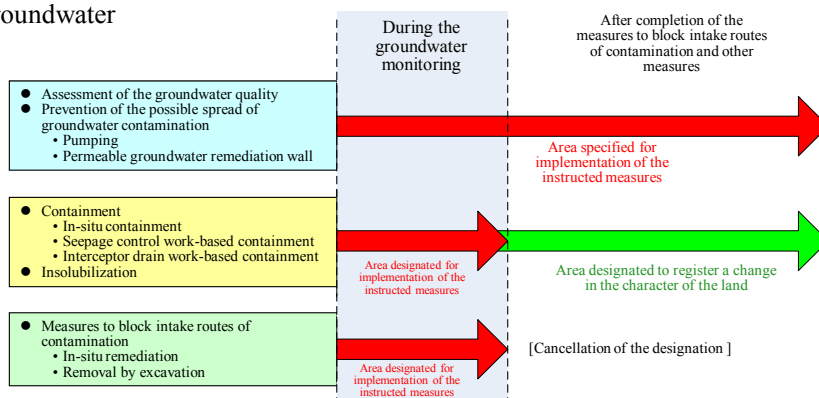 roundwater
During the
groundwater
monitoring
After completion of the
measures to block intake routes
of contamination and other
measures
● Assessment of the groundwater quality
● Prevention of the possible spread of
groundwater contamination
• Pumping
• Permeable groundwater remediation wall
Area specified for
implementation of the
instructed measures
● Containment
• In-situ containment
• Seepage control work-based containment
• Interceptor drain work-based containment
● Insolubilization
Area designated for
implementation of the
instructed measures
Area designated to register a change
in the character of the land
● Measures to block intake routes of
contamination
• In-situ remediation
• Removal by excavation
Area designated for
implementation of the
instructed measures
[Cancellation of the designation ]